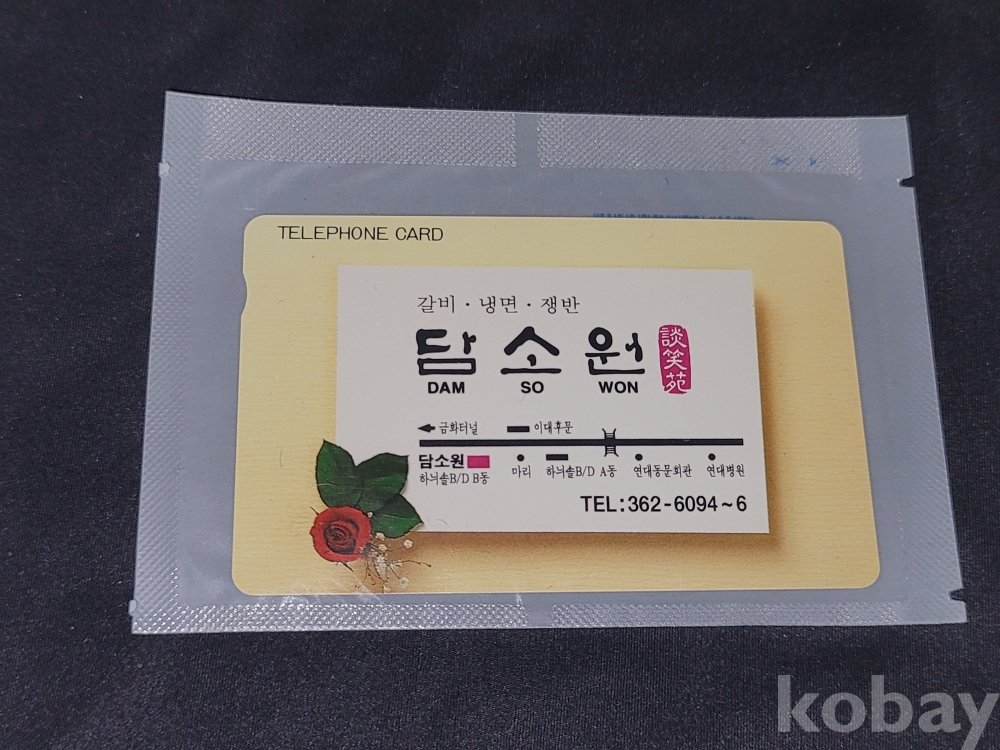 TELEPHONE CARD
갈비 · 냉면 · 쟁반
담소원
談笑苑
DAM SO WON
금화터널 이대후문
담소원 마리 하늬솔B/D A동 연대동문회관 연대병원
하늬솔B/D B동
TEL:362-6094~6
kobay